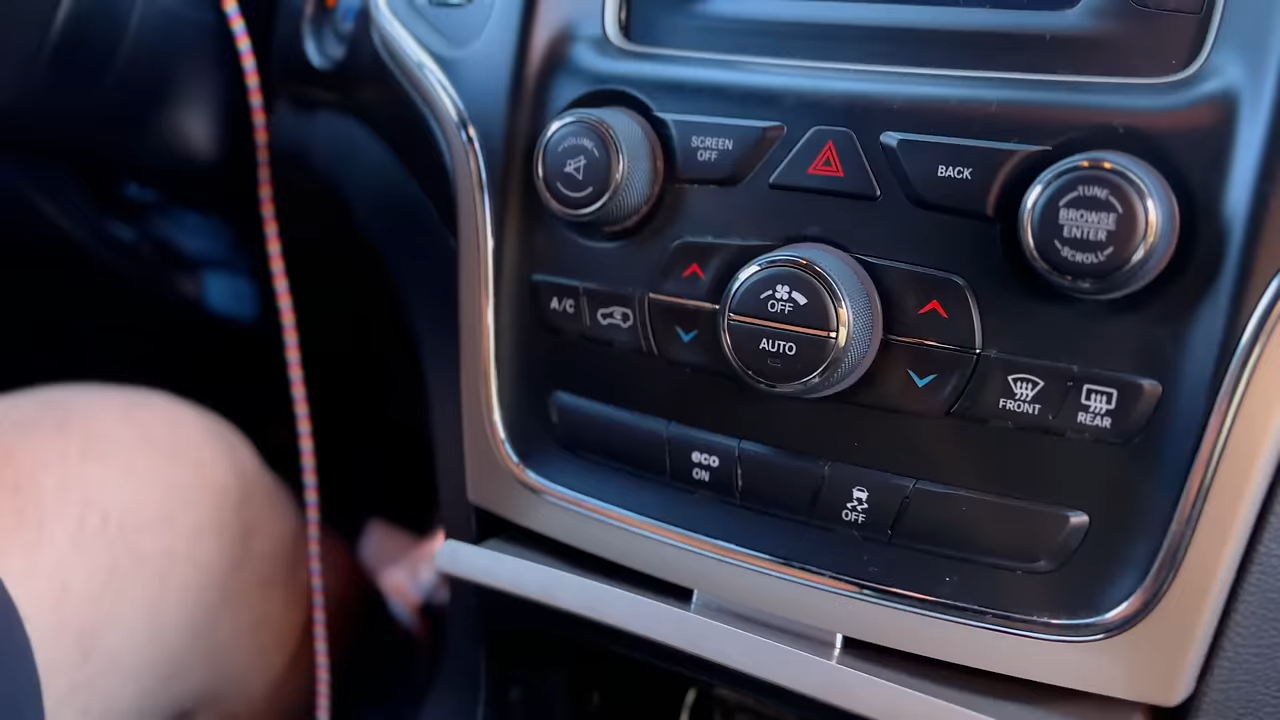 VOLUME
SCREEN
OFF
BACK
TUNE
BROWSE
ENTER
SCROLL
A/C
OFF
AUTO
FRONT
REAR
eco
ON
OFF